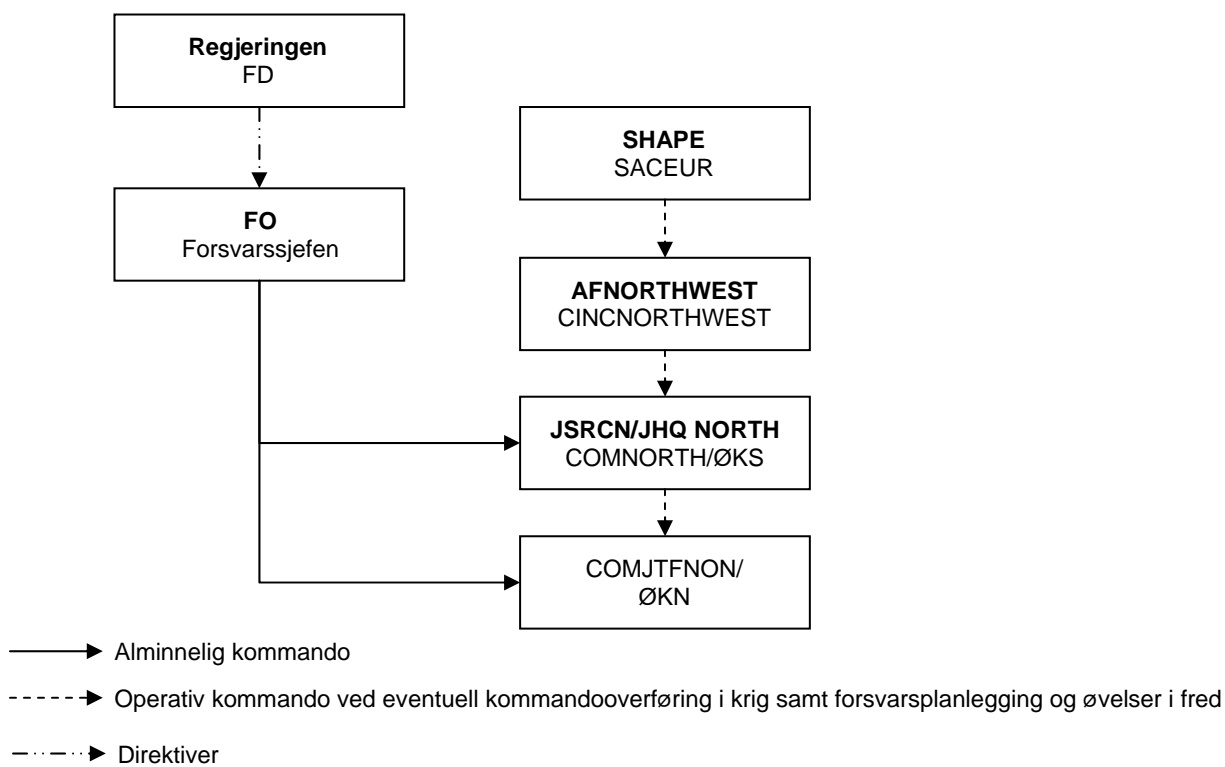 Regjeringen
FD
SHAPE
SACEUR
FO
Forsvarssjefen
AFNORTHWEST
CINCNORTHWEST
JSRCN/JHQ NORTH
COMNORTH/ØKS
COMJTFNON/
ØKN
Alminnelig kommando
Operativ kommando ved eventuell kommandooverføring i krig samt forsvarsplanlegging og øvelser i fred
Direktiver